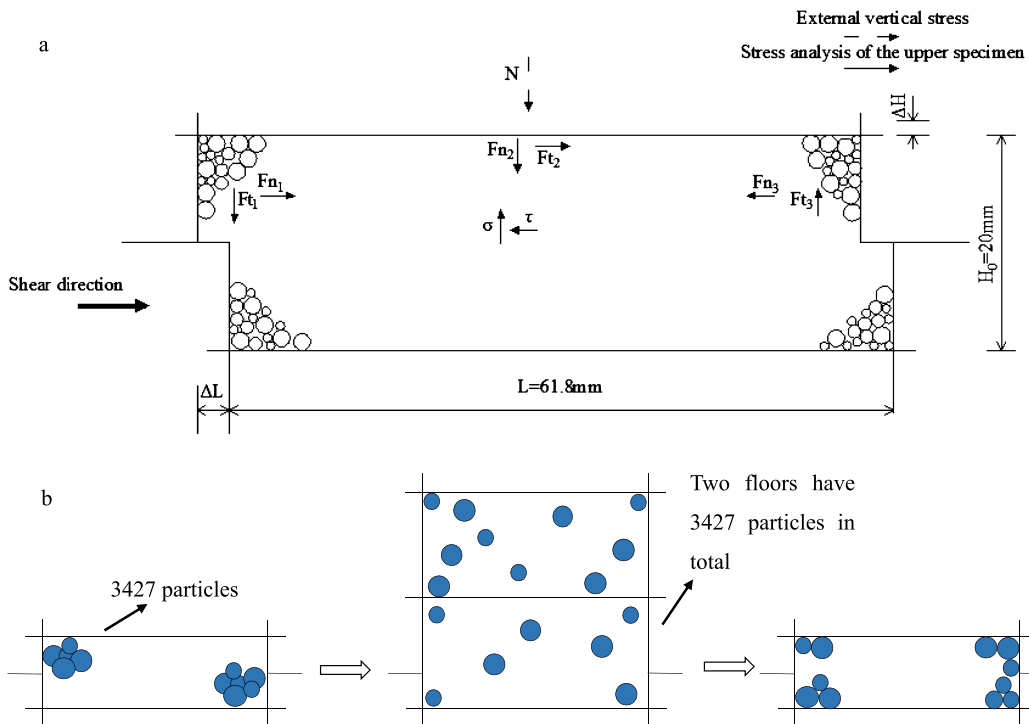 a
External vertical stress
Stress analysis of the upper specimen
N
ΔH
Fn₂
Ft₂
Fn₁
Ft₁
Fn₃
Ft₃
σ
τ
H₀=20mm
Shear direction
ΔL
L=61.8mm
b
Two floors have
3427 particles in
total
3427 particles